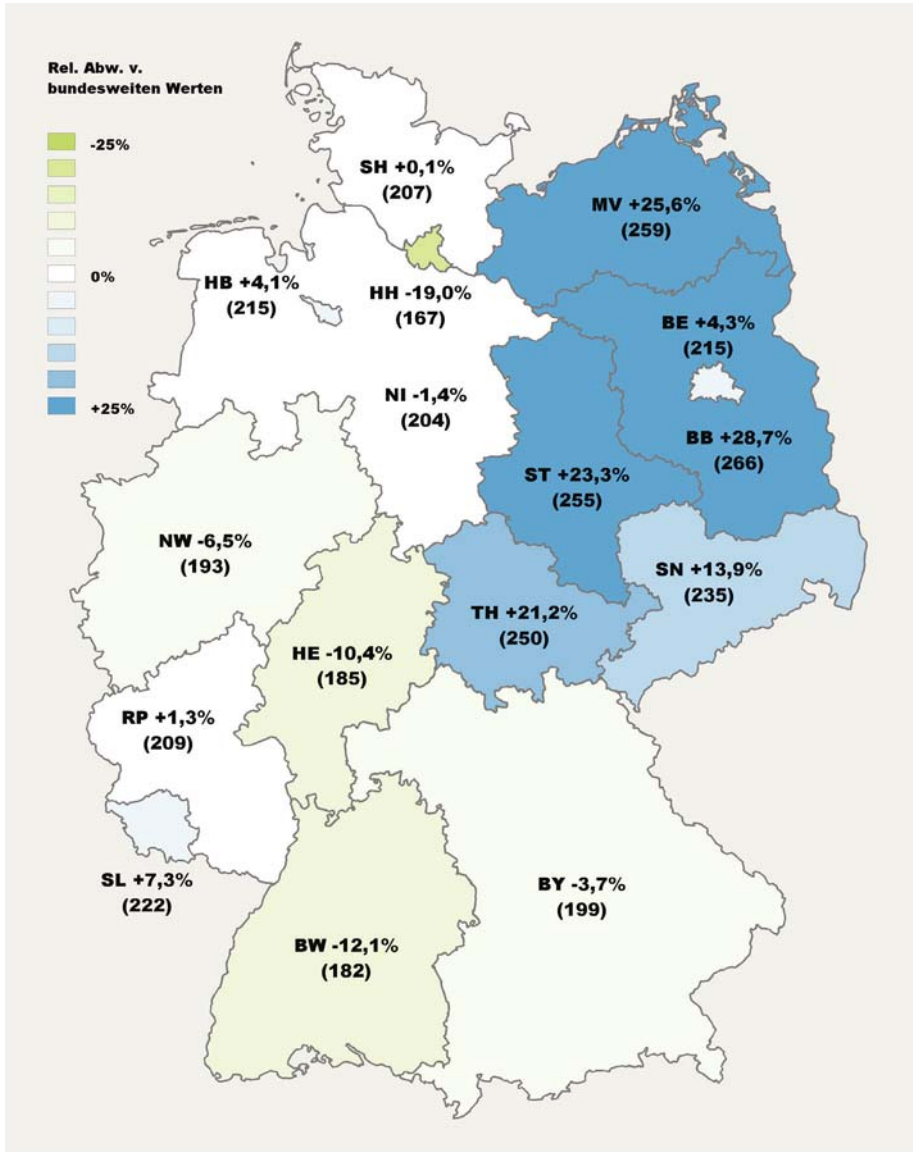 Rel. Abw. v.
bundesweiten Werten
-25%
0%
+25%
SH +0,1%
(207)
MV +25,6%
(259)
HB +4,1%
(215)
HH -19,0%
(167)
BE +4,3%
(215)
NI -1,4%
(204)
BB +28,7%
(266)
ST +23,3%
(255)
NW -6,5%
(193)
SN +13,9%
(235)
TH +21,2%
(250)
HE -10,4%
(185)
RP +1,3%
(209)
SL +7,3%
(222)
BY -3,7%
(199)
BW -12,1%
(182)